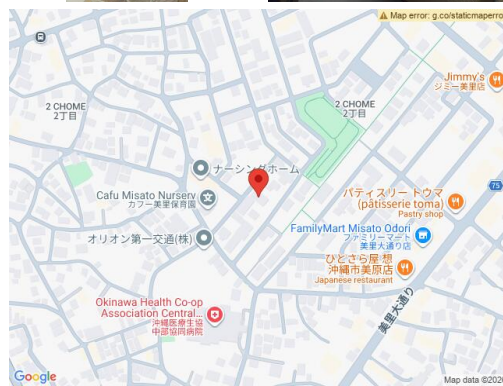 Map error: g.co/staticmaperro
Jimmy's
ジミー美里店
2 CHOME
2丁目
2 CHOME
2丁目
ナーシングホーム
75
Cafu Misato Nursery
カフー美里保育園
パティスリー トウマ
(pâtisserie toma)
Pastry shop
オリオン第一交通(株)
FamilyMart Misato Odori
ファミリーマート
美里大通り店
ひとさら屋 想
沖縄市美原店
Japanese restaurant
Okinawa Health Co-op
Association Central...
沖縄医療生協
中部協同病院
美里大通り
Google
Map data ©202